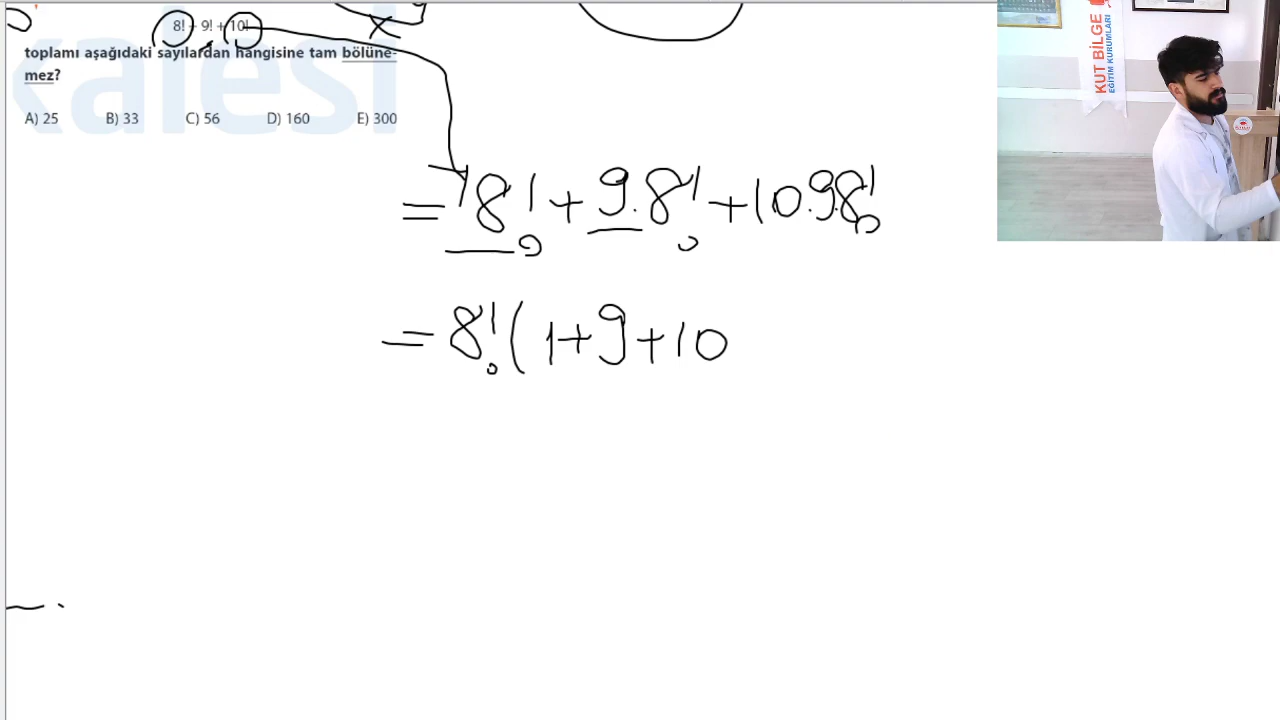 8! + 9! + 10!
toplamı aşağıdaki sayılardan hangisine tam bölüne-
mez?
A) 25 B) 33 C) 56 D) 160 E) 300
kalesi
= 8! + 9.8! + 10.9.8!
= 8! (1+9+10
KUT BİLGE
EĞİTİM KURUMLARI